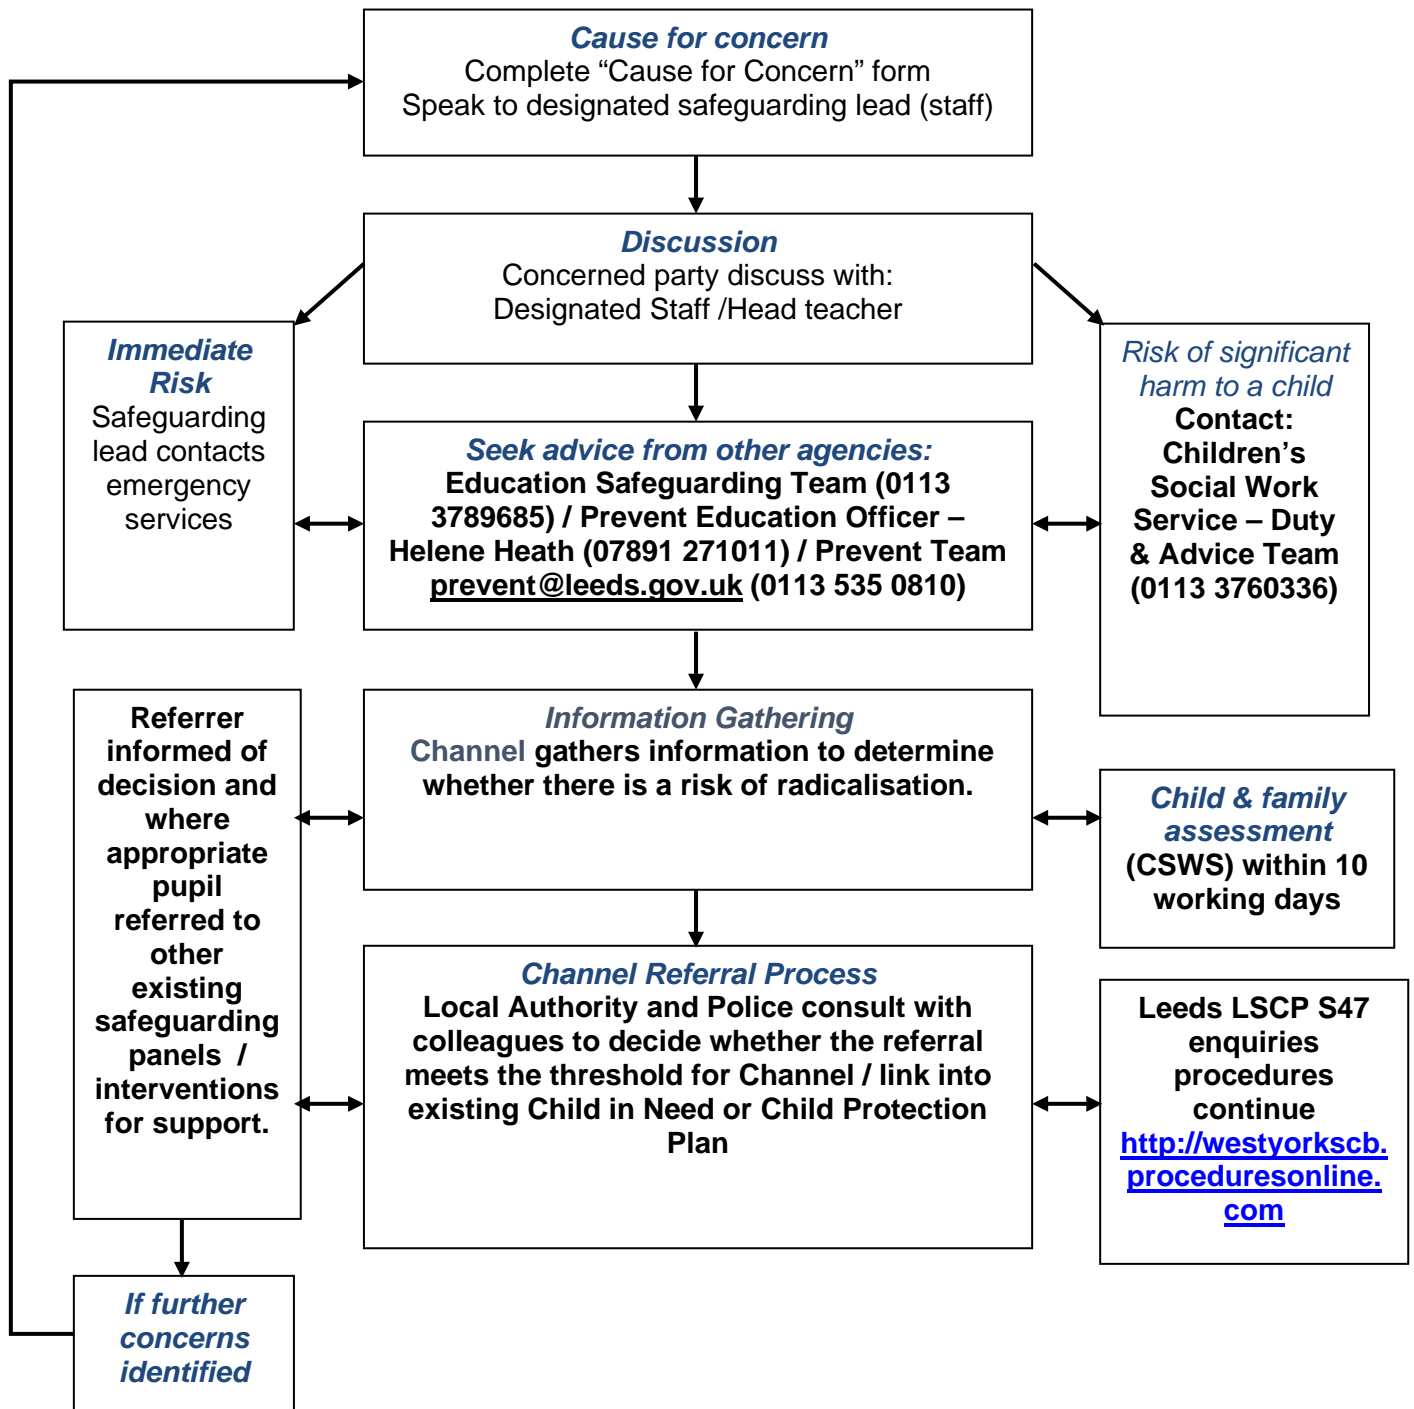 Cause for concern
Complete “Cause for Concern” form
Speak to designated safeguarding lead (staff)
Discussion
Concerned party discuss with:
Designated Staff /Head teacher
Immediate
Risk
Safeguarding
lead contacts
emergency
services
Seek advice from other agencies:
Education Safeguarding Team (0113
3789685) / Prevent Education Officer –
Helene Heath (07891 271011) / Prevent Team
prevent@leeds.gov.uk (0113 535 0810)
Risk of significant
harm to a child
Contact:
Children’s
Social Work
Service – Duty
& Advice Team
(0113 3760336)
Referrer
informed of
decision and
where
appropriate
pupil
referred to
other
existing
safeguarding
panels /
interventions
for support.
Information Gathering
Channel gathers information to determine
whether there is a risk of radicalisation.
Child & family
assessment
(CSWS) within 10
working days
Channel Referral Process
Local Authority and Police consult with
colleagues to decide whether the referral
meets the threshold for Channel / link into
existing Child in Need or Child Protection
Plan
Leeds LSCP S47
enquiries
procedures
continue
http://westyorkscb.
proceduresonline.
com
If further
concerns
identified